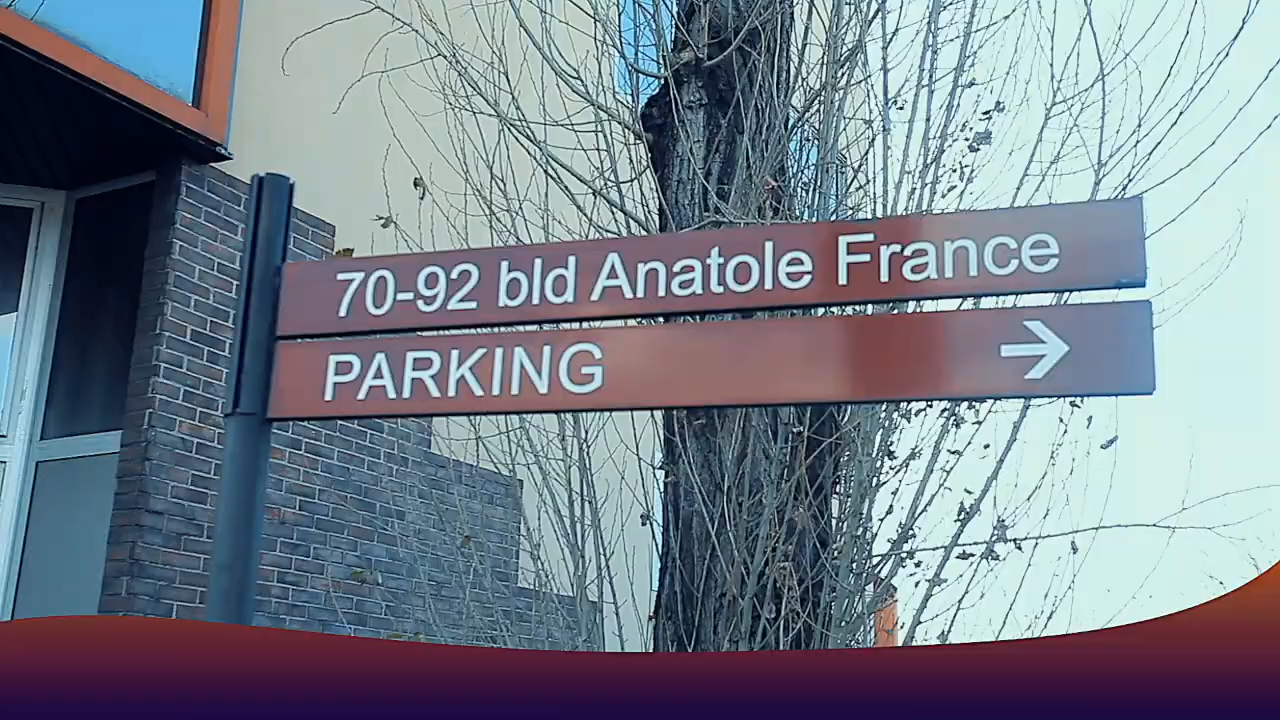 70-92 bld Anatole France
PARKING →